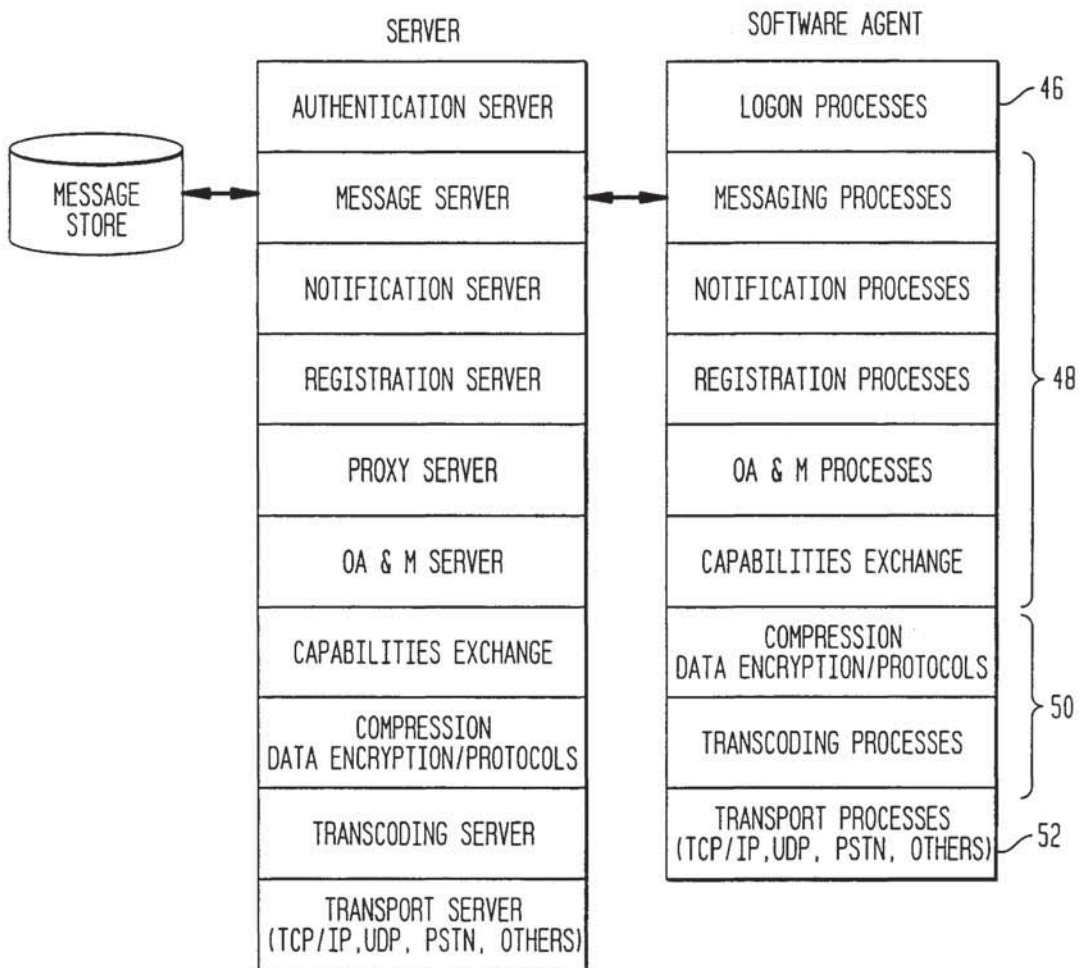 SERVER
SOFTWARE AGENT
AUTHENTICATION SERVER
LOGON PROCESSES
46
MESSAGE
STORE
MESSAGE SERVER
MESSAGING PROCESSES
NOTIFICATION SERVER
NOTIFICATION PROCESSES
REGISTRATION SERVER
REGISTRATION PROCESSES
48
PROXY SERVER
OA & M PROCESSES
OA & M SERVER
CAPABILITIES EXCHANGE
CAPABILITIES EXCHANGE
COMPRESSION
DATA ENCRYPTION/PROTOCOLS
50
COMPRESSION
DATA ENCRYPTION/PROTOCOLS
TRANSCODING PROCESSES
TRANSCODING SERVER
TRANSPORT PROCESSES
(TCP/IP,UDP, PSTN, OTHERS)
52
TRANSPORT SERVER
(TCP/IP,UDP, PSTN, OTHERS)